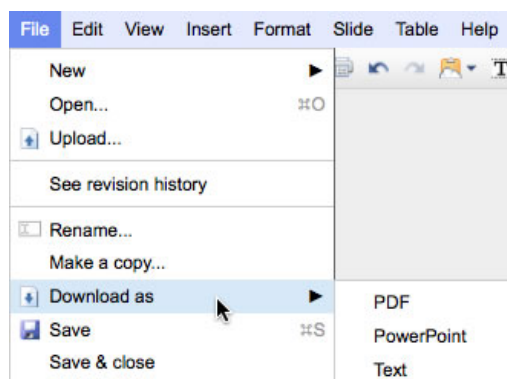 File Edit View Insert Format Slide Table Help
New
Open... ⌘O
Upload...
See revision history
Rename...
Make a copy...
Download as
PDF
Save ⌘S
PowerPoint
Save & close
Text